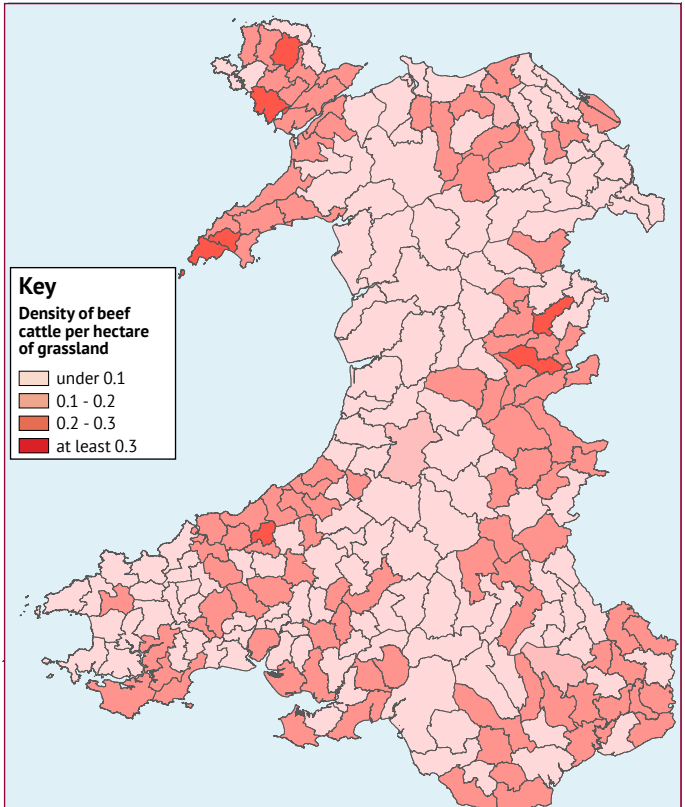 Key
Density of beef
cattle per hectare
of grassland
under 0.1
0.1 - 0.2
0.2 - 0.3
at least 0.3